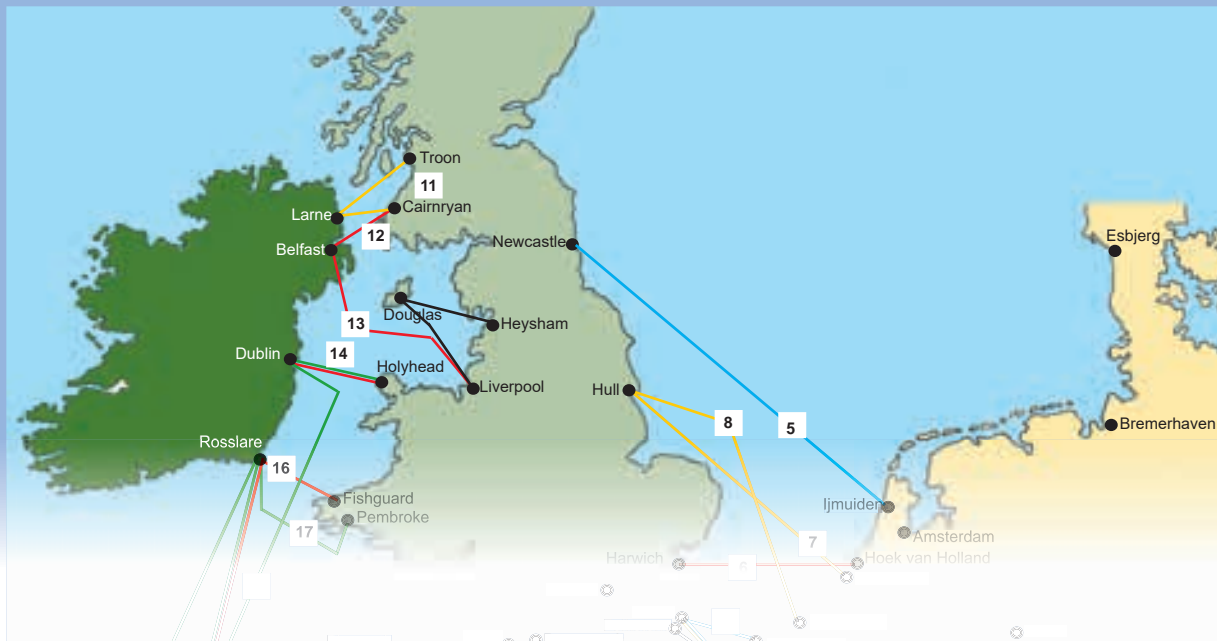 Troon
11
Larne
Cairnryan
12
Belfast
Newcastle
Esbjerg
Douglas
13
Heysham
14
Dublin
Holyhead
Liverpool
Hull
8
5
Bremerhaven
Rosslare
16
Fishguard
Ijmuiden
Pembroke
17
Amsterdam
7
Harwich
6
Hoek van Holland